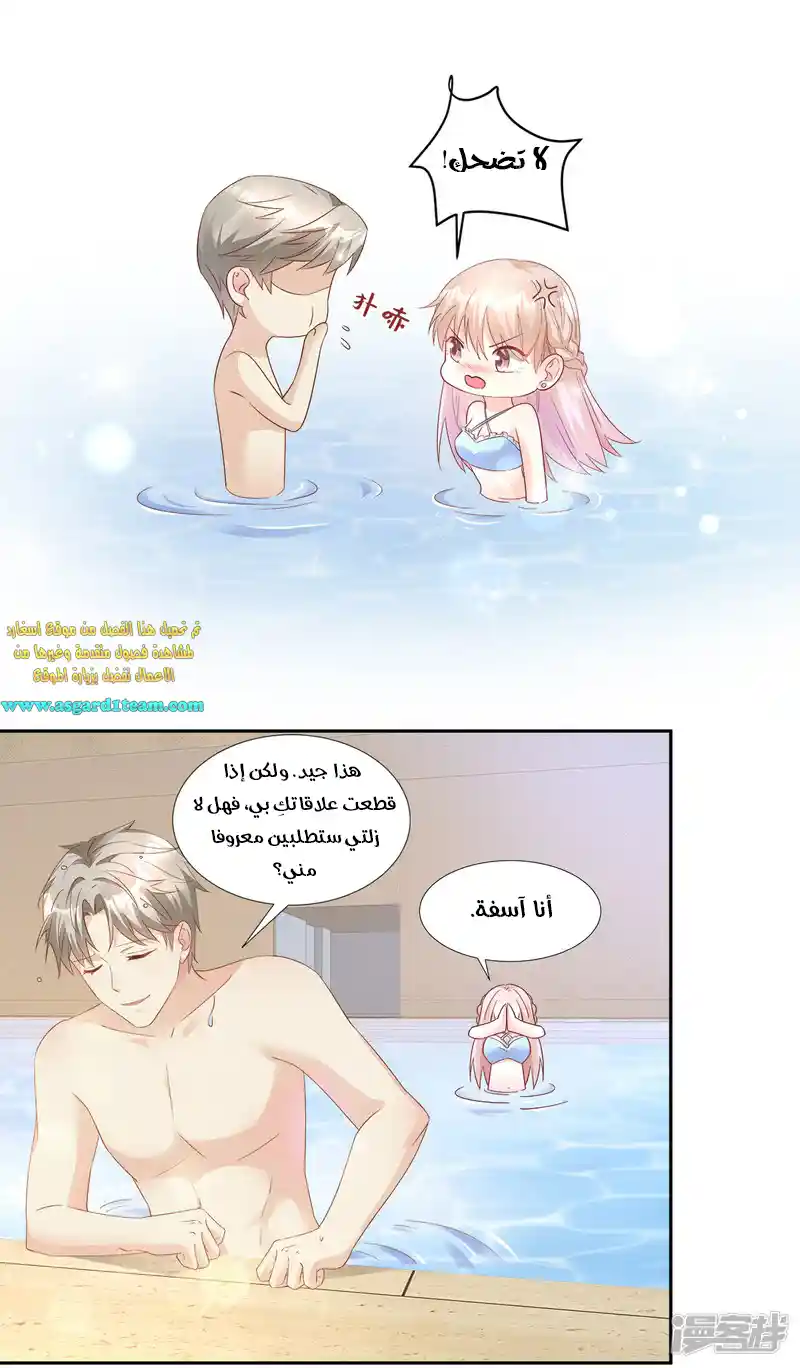 لا تضحك!
扑哧
تم تحميل هذا الفصل من موقع اسغارد
لمشاهدة فصول متقدمة وغيرها من
الاعمال تفضل بزيارة الموقع
www.asgard1team.com
هذا جيد. ولكن إذا
قطعت علاقاتكِ بي، فهل لا
زلتي ستطلبين معروفا
مني؟
أنا آسفة.
漫客栈